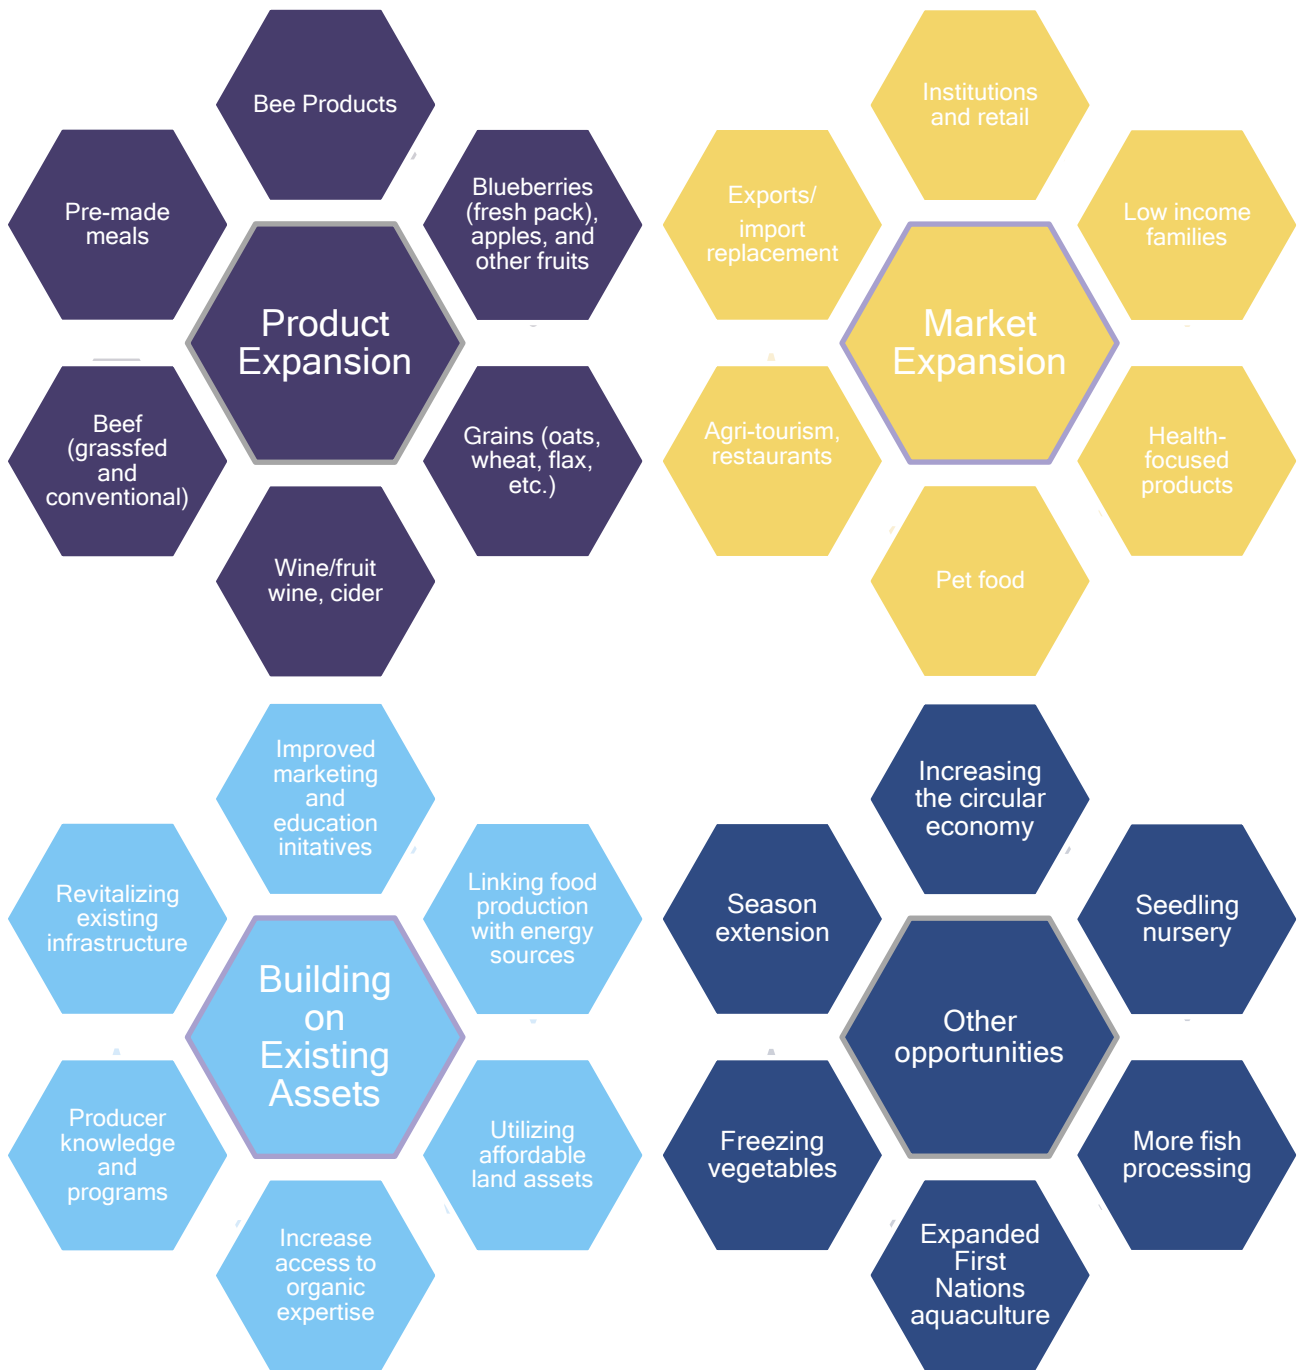 Bee Products
Pre-made
meals
Blueberries
(fresh pack),
apples, and
other fruits
Product
Expansion
Beef
(grassfed
and
conventional)
Grains (oats,
wheat, flax,
etc.)
Wine/fruit
wine, cider
Institutions
and retail
Exports/
import
replacement
Low income
families
Market
Expansion
Agri-tourism,
restaurants
Health-
focused
products
Pet food
Improved
marketing
and
education
initatives
Revitalizing
existing
infrastructure
Linking food
production
with energy
sources
Building
on
Existing
Assets
Producer
knowledge
and
programs
Utilizing
affordable
land assets
Increase
access to
organic
expertise
Increasing
the circular
economy
Season
extension
Seedling
nursery
Other
opportunities
Freezing
vegetables
More fish
processing
Expanded
First
Nations
aquaculture